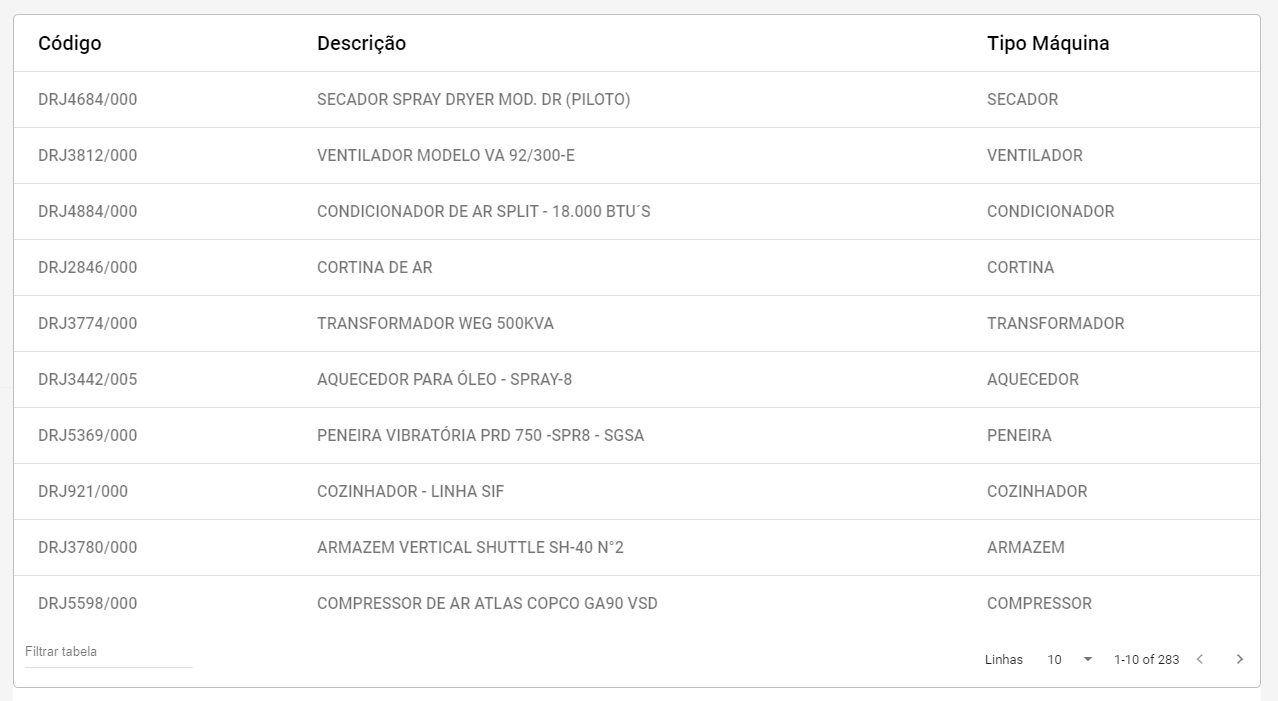 Código Descrição Tipo Máquina
DRJ4684/000 SECADOR SPRAY DRYER MOD. DR (PILOTO) SECADOR
DRJ3812/000 VENTILADOR MODELO VA 92/300-E VENTILADOR
DRJ4884/000 CONDICIONADOR DE AR SPLIT - 18.000 BTU´S CONDICIONADOR
DRJ2846/000 CORTINA DE AR CORTINA
DRJ3774/000 TRANSFORMADOR WEG 500KVA TRANSFORMADOR
DRJ3442/005 AQUECEDOR PARA ÓLEO - SPRAY-8 AQUECEDOR
DRJ5369/000 PENEIRA VIBRATÓRIA PRD 750 -SPR8 - SGSA PENEIRA
DRJ921/000 COZINHADOR - LINHA SIF COZINHADOR
DRJ3780/000 ARMAZEM VERTICAL SHUTTLE SH-40 N°2 ARMAZEM
DRJ5598/000 COMPRESSOR DE AR ATLAS COPCO GA90 VSD COMPRESSOR
Filtrar tabela
Linhas 10 1-10 of 283